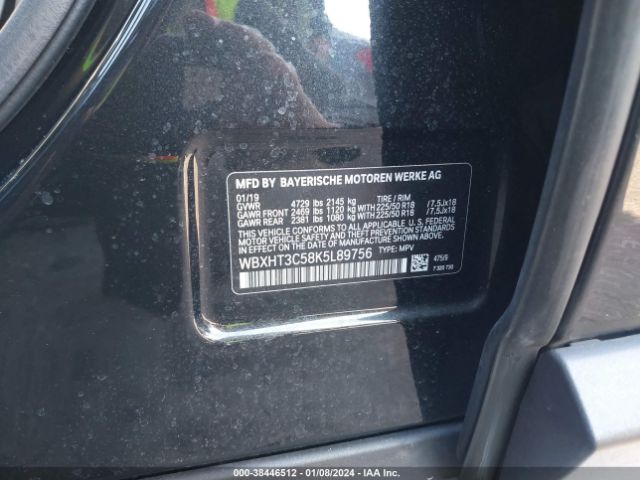 MFD BY BAYERISCHE MOTOREN WERKE AG
01/19 TIRE / RIM
GVWR 4729 lbs 2145 kg
GAWR FRONT 2469 lbs 1120 kg WITH 225/50 R18 /7.5Jx18
GAWR REAR 2381 lbs 1080 kg WITH 225/50 R18 /7.5Jx18
THIS VEHICLE CONFORMS TO ALL APPLICABLE U.S. FEDERAL
MOTOR VEHICLE SAFETY, BUMPER AND THEFT PREVENTION STANDARDS
IN EFFECT ON THE DATE OF MANUFACTURE SHOWN ABOVE.
WBXHT3C58K5L89756 TYPE: MPV
000-38446512 - 01/08/2024 - IAA Inc.